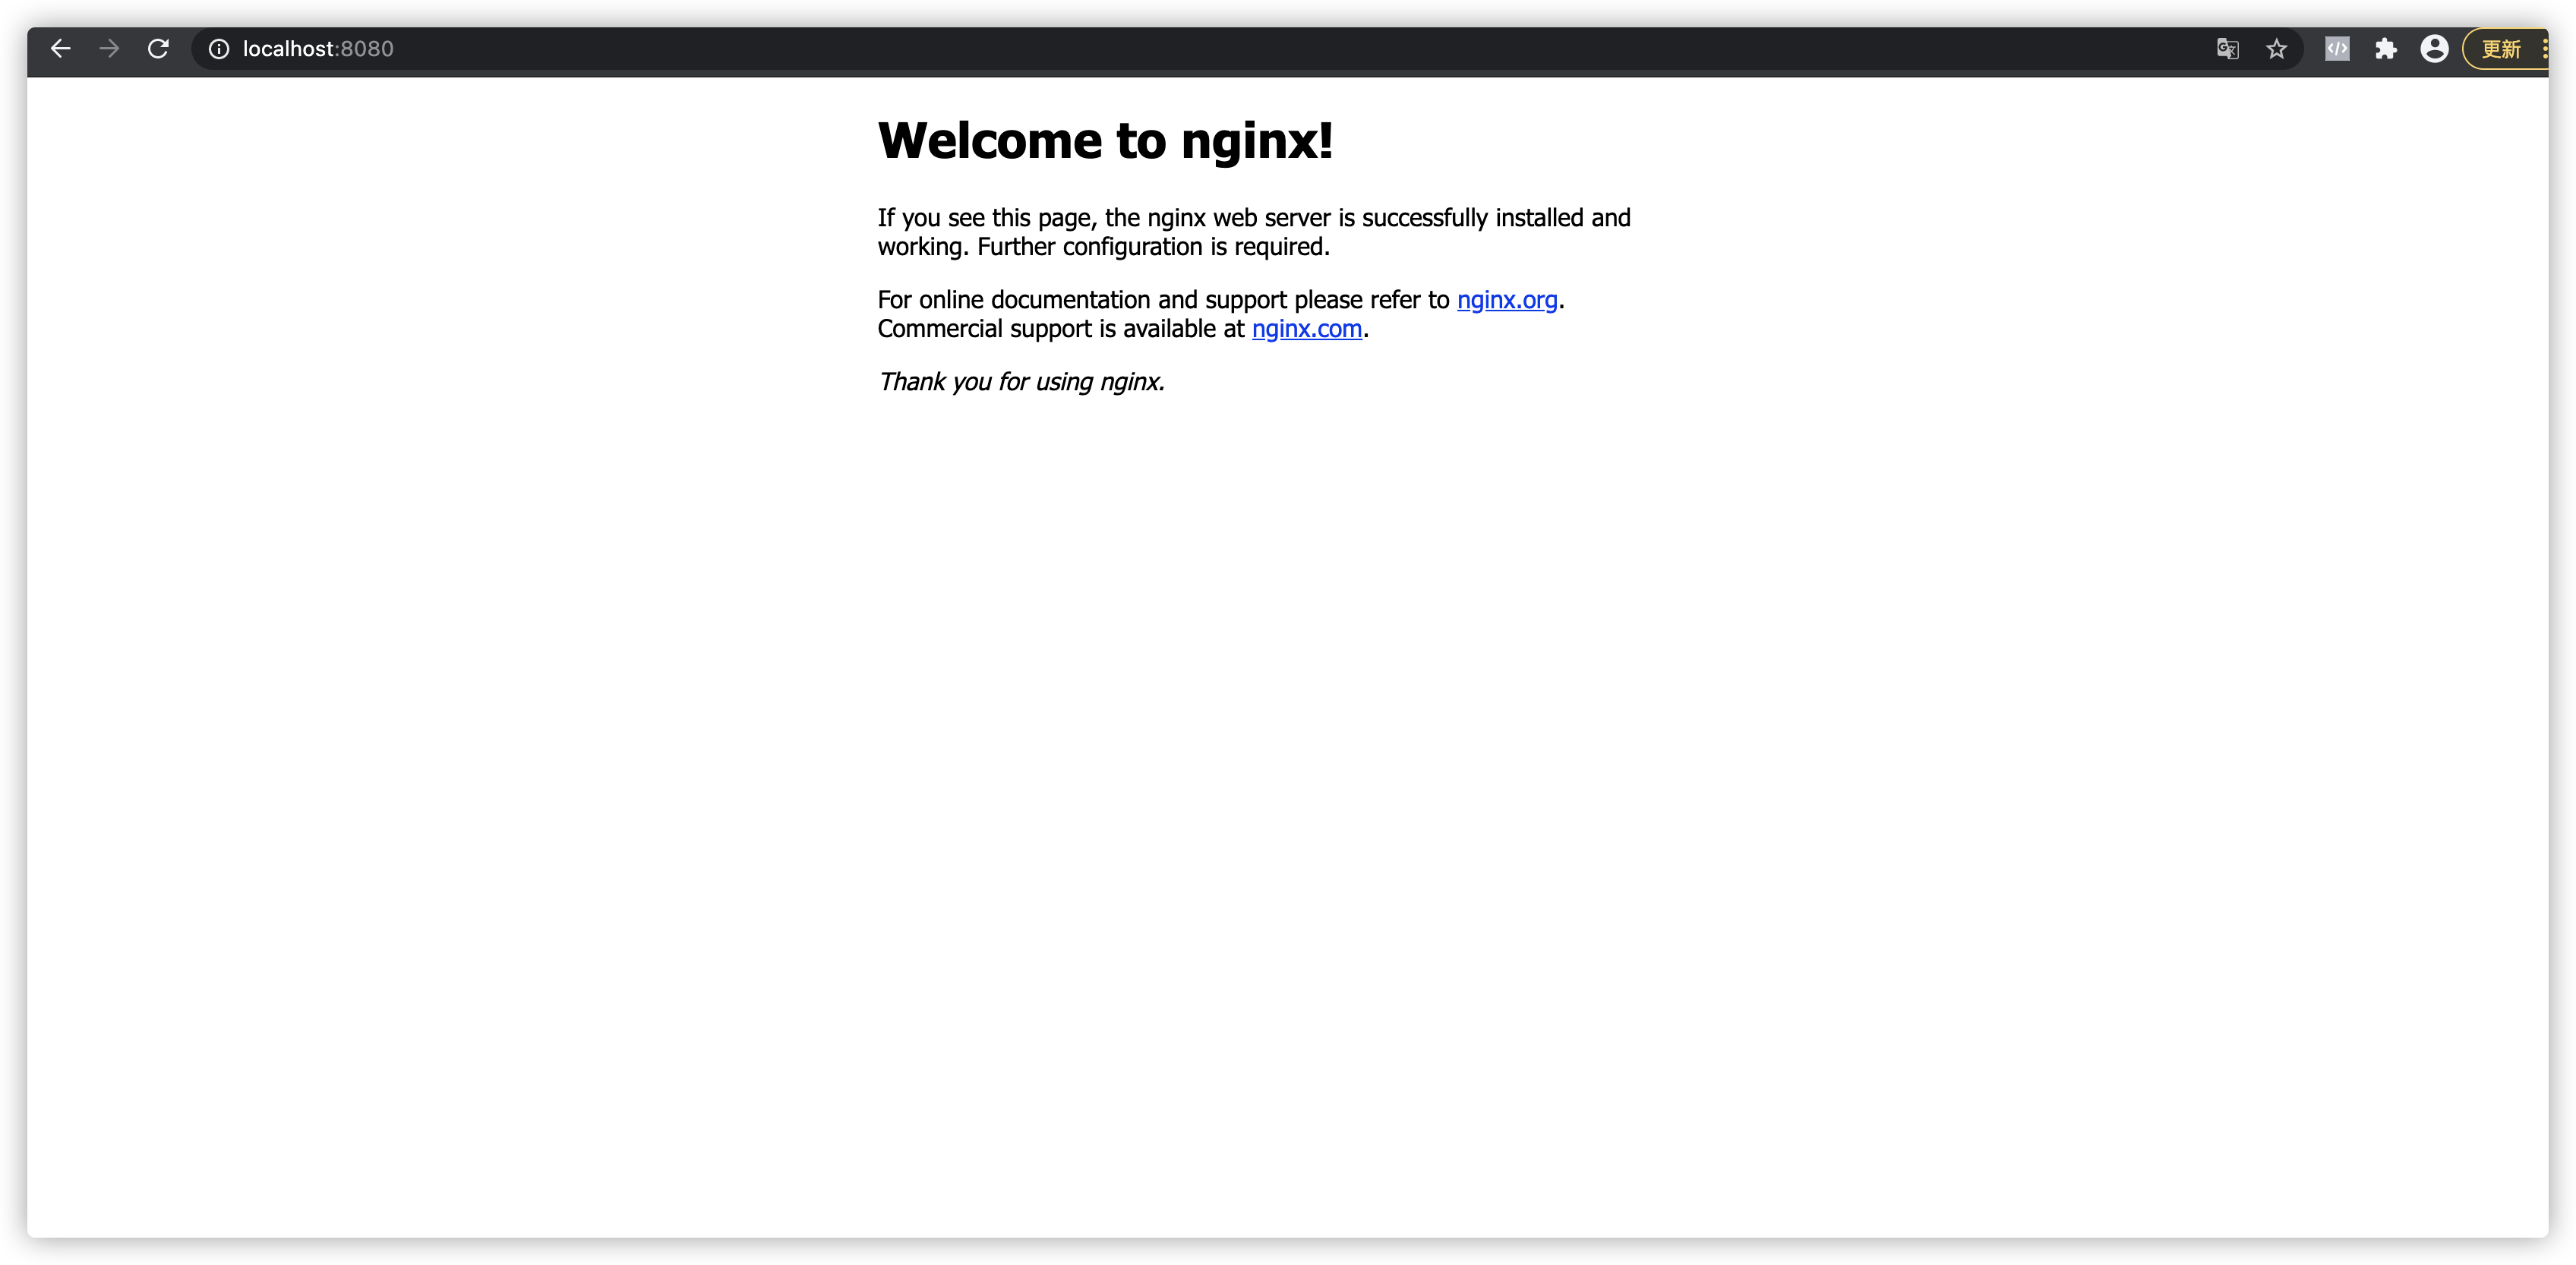 localhost:8080
更新
Welcome to nginx!
If you see this page, the nginx web server is successfully installed and
working. Further configuration is required.
For online documentation and support please refer to nginx.org.
Commercial support is available at nginx.com.
Thank you for using nginx.